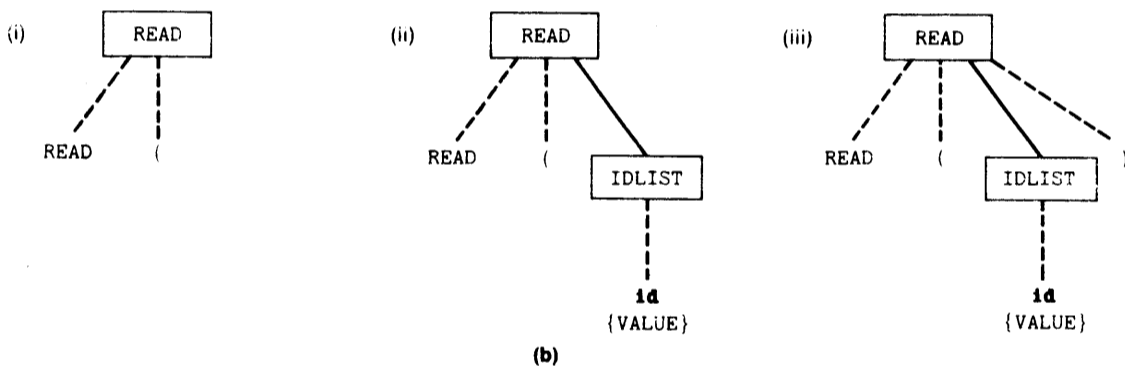 (i) READ (ii) READ (iii) READ
READ ( READ ( READ ( )
IDLIST IDLIST
id id
{VALUE} {VALUE}
(b)